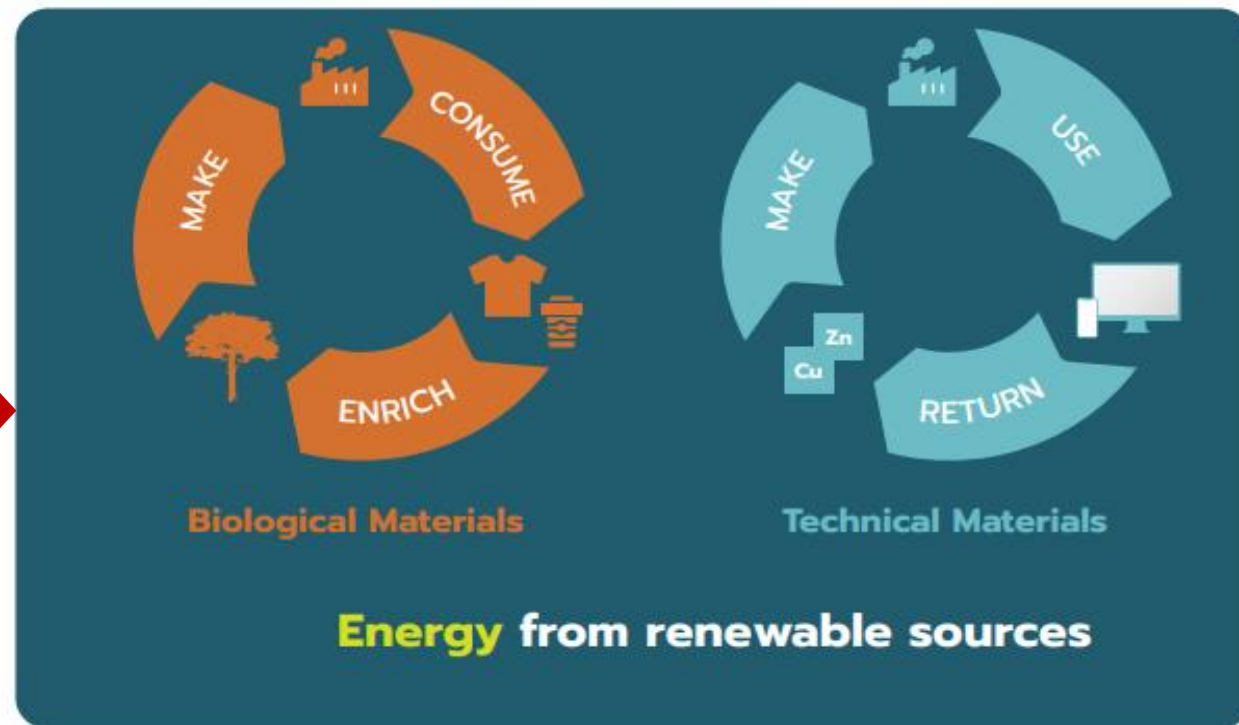 MAKE
CONSUME
ENRICH
Biological Materials
MAKE
USE
Zn
Cu
RETURN
Technical Materials
Energy from renewable sources